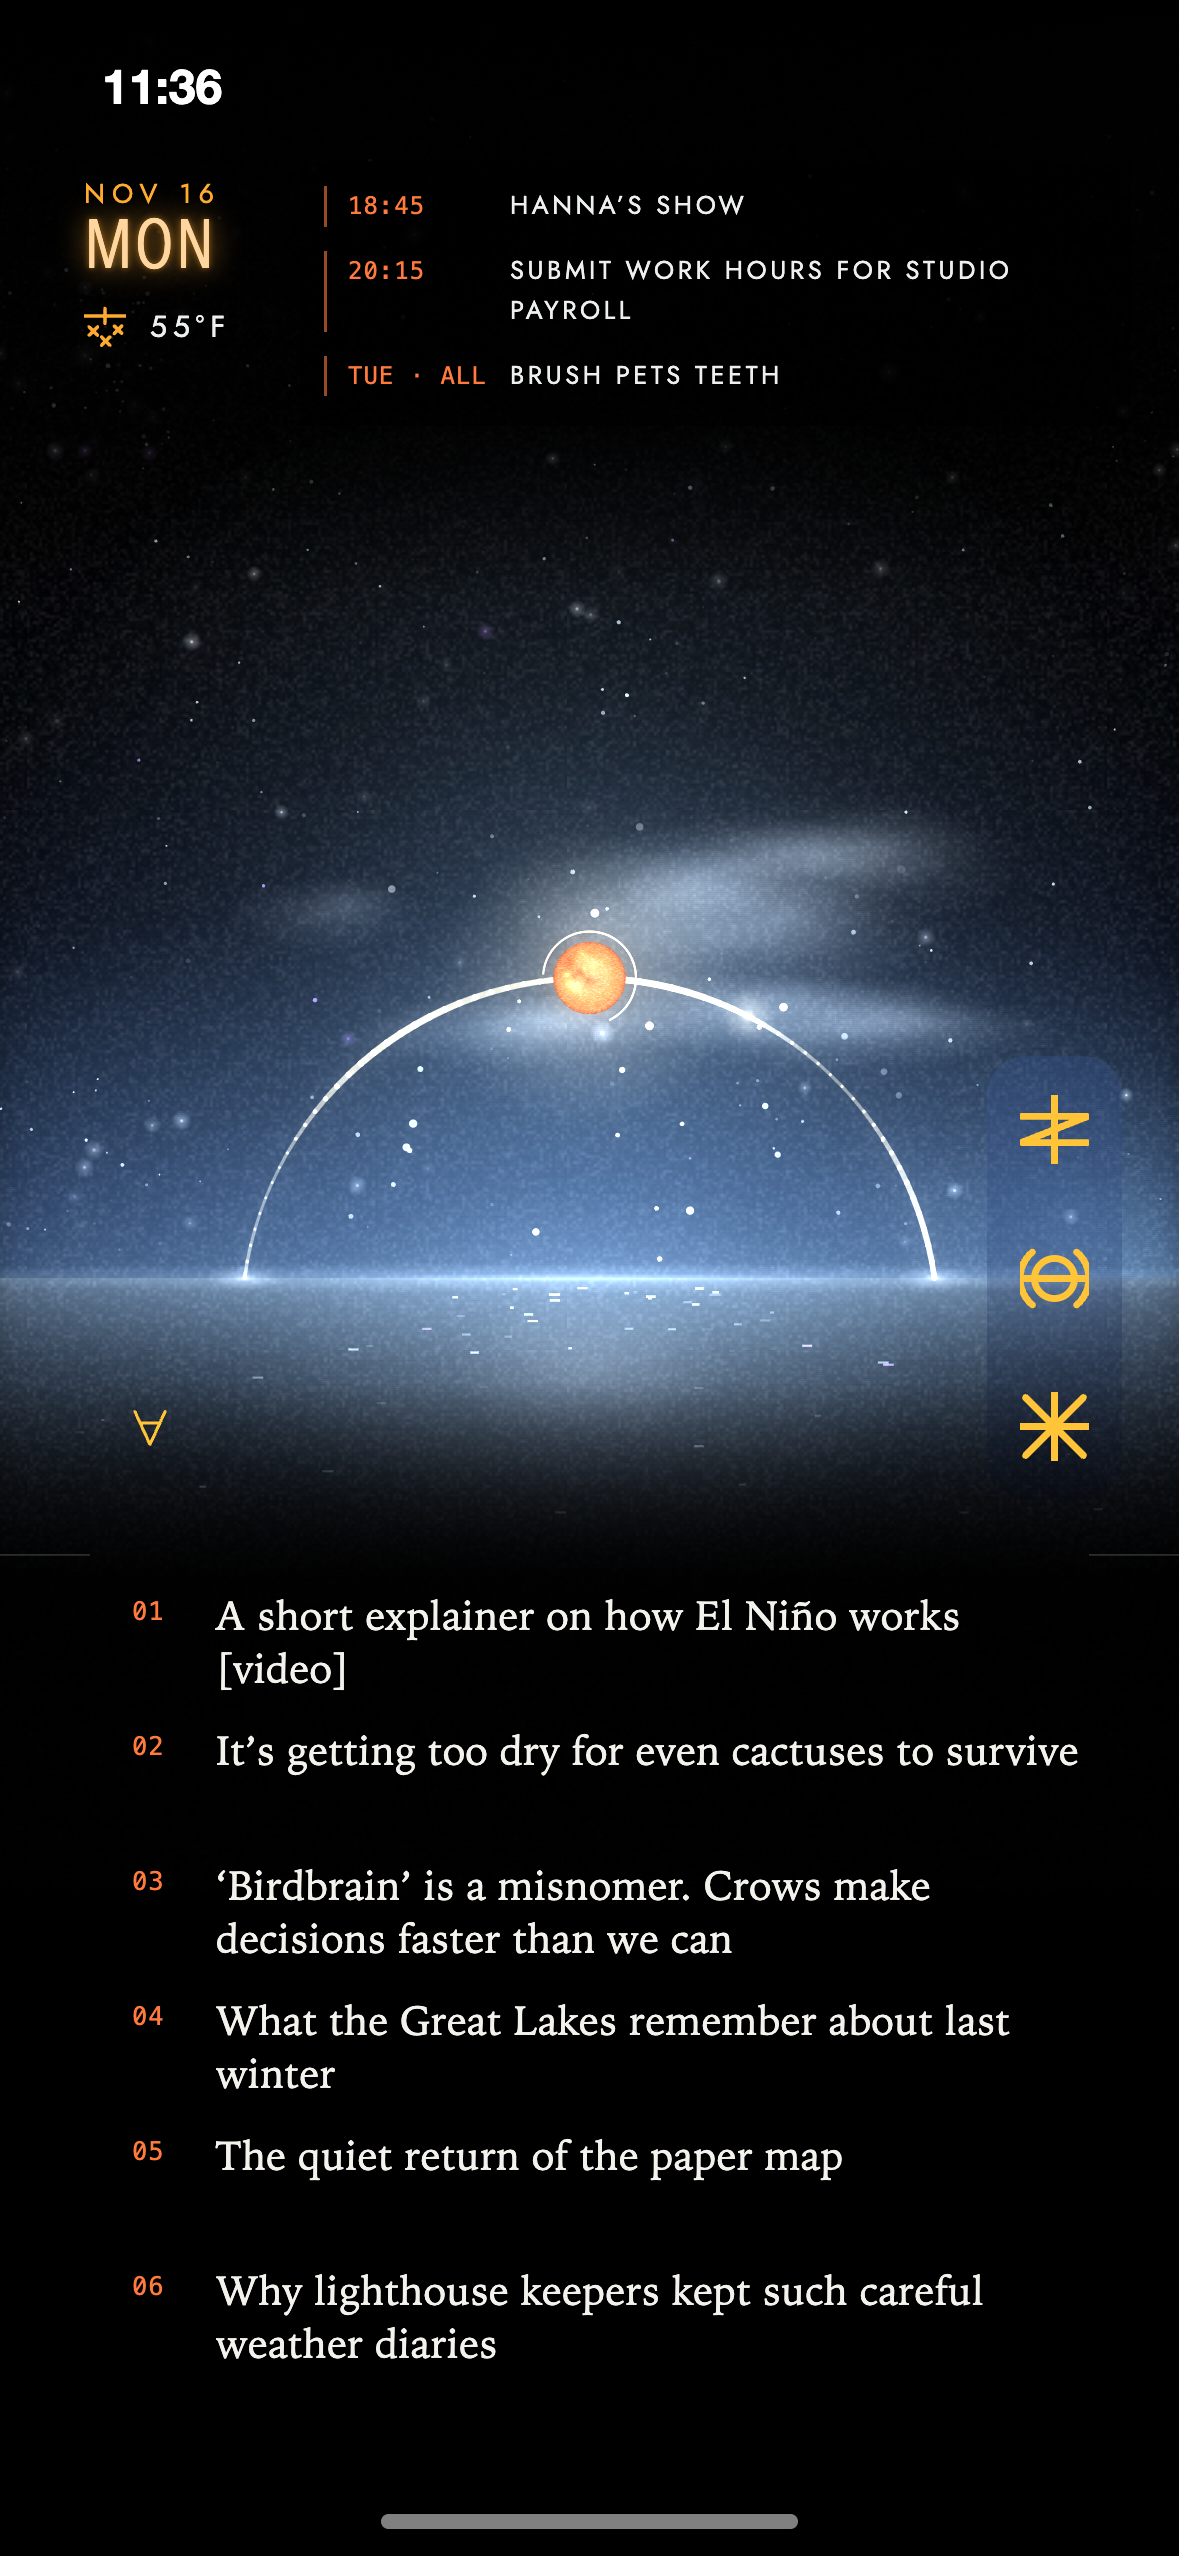 11:36
NOV 16
MON
55°F
18:45 HANNA’S SHOW
20:15 SUBMIT WORK HOURS FOR STUDIO
PAYROLL
TUE · ALL BRUSH PETS TEETH
01 A short explainer on how El Niño works
[video]
02 It’s getting too dry for even cactuses to survive
03 ‘Birdbrain’ is a misnomer. Crows make
decisions faster than we can
04 What the Great Lakes remember about last
winter
05 The quiet return of the paper map
06 Why lighthouse keepers kept such careful
weather diaries